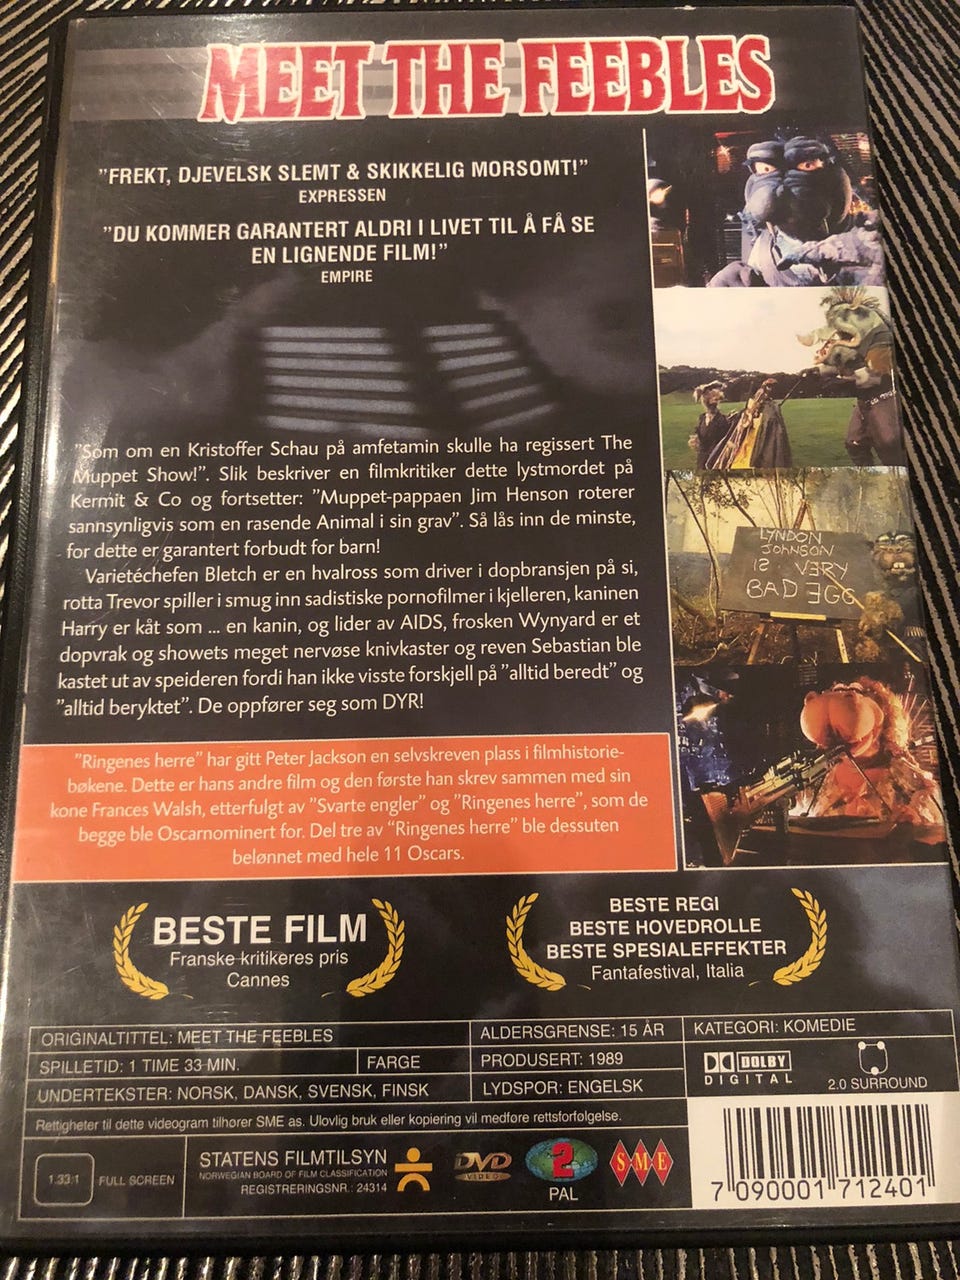 MEET THE FEEBLES
"FREKT, DJEVELSK SLEMT & SKIKKELIG MORSOMT!"
EXPRESSEN
"DU KOMMER GARANTERT ALDRI I LIVET TIL Å FÅ SE
EN LIGNENDE FILM!"
EMPIRE
"Som om en Kristoffer Schau på amfetamin skulle ha regissert The
Muppet Show!". Slik beskriver en filmkritiker dette lystmordet på
Kermit & Co og fortsetter: "Muppet-pappaen Jim Henson roterer
sannsynligvis som en rasende Animal i sin grav". Så lås inn de minste,
for dette er garantert forbudt for barn!
Varietéchefen Bletch er en hvalross som driver i dopbransjen på si,
rotta Trevor spiller i smug inn sadistiske pornofilmer i kjelleren, kaninen
Harry er kåt som ... en kanin, og lider av AIDS, frosken Wynyard er et
dopvrak og showets meget nervøse knivkaster og reven Sebastian ble
kastet ut av speideren fordi han ikke visste forskjell på "alltid beredt" og
"alltid beryktet". De oppfører seg som DYR!
LYNDON
JOHNSON
IS VERY
BAD EGG
"Ringenes herre" har gitt Peter Jackson en selvskreven plass i filmhistorie-
bøkene. Dette er hans andre film og den første han skrev sammen med sin
kone Frances Walsh, etterfulgt av "Svarte engler" og "Ringenes herre", som de
begge ble Oscarnominert for. Del tre av "Ringenes herre" ble dessuten
belønnet med hele 11 Oscars.
BESTE FILM
Franske kritikeres pris
Cannes
BESTE REGI
BESTE HOVEDROLLE
BESTE SPESIALEFFEKTER
Fantafestival, Italia
ORIGINALTITTEL: MEET THE FEEBLES
ALDERSGRENSE: 15 ÅR
KATEGORI: KOMEDIE
SPILLETID: 1 TIME 33 MIN.
FARGE
PRODUSERT: 1989
UNDERTEKSTER: NORSK, DANSK, SVENSK, FINSK
LYDSPOR: ENGELSK
DOLBY
DIGITAL
2.0 SURROUND
Rettigheter til dette videogram tilhører SME as. Ulovlig bruk eller kopiering vil medføre rettsforfølgelse.
1.33:1
FULL SCREEN
STATENS FILMTILSYN
NORWEGIAN BOARD OF FILM CLASSIFICATION
REGISTRERINGSNR.: 24314
DVD
VIDEO
2
PAL
SME
7 090001 712401